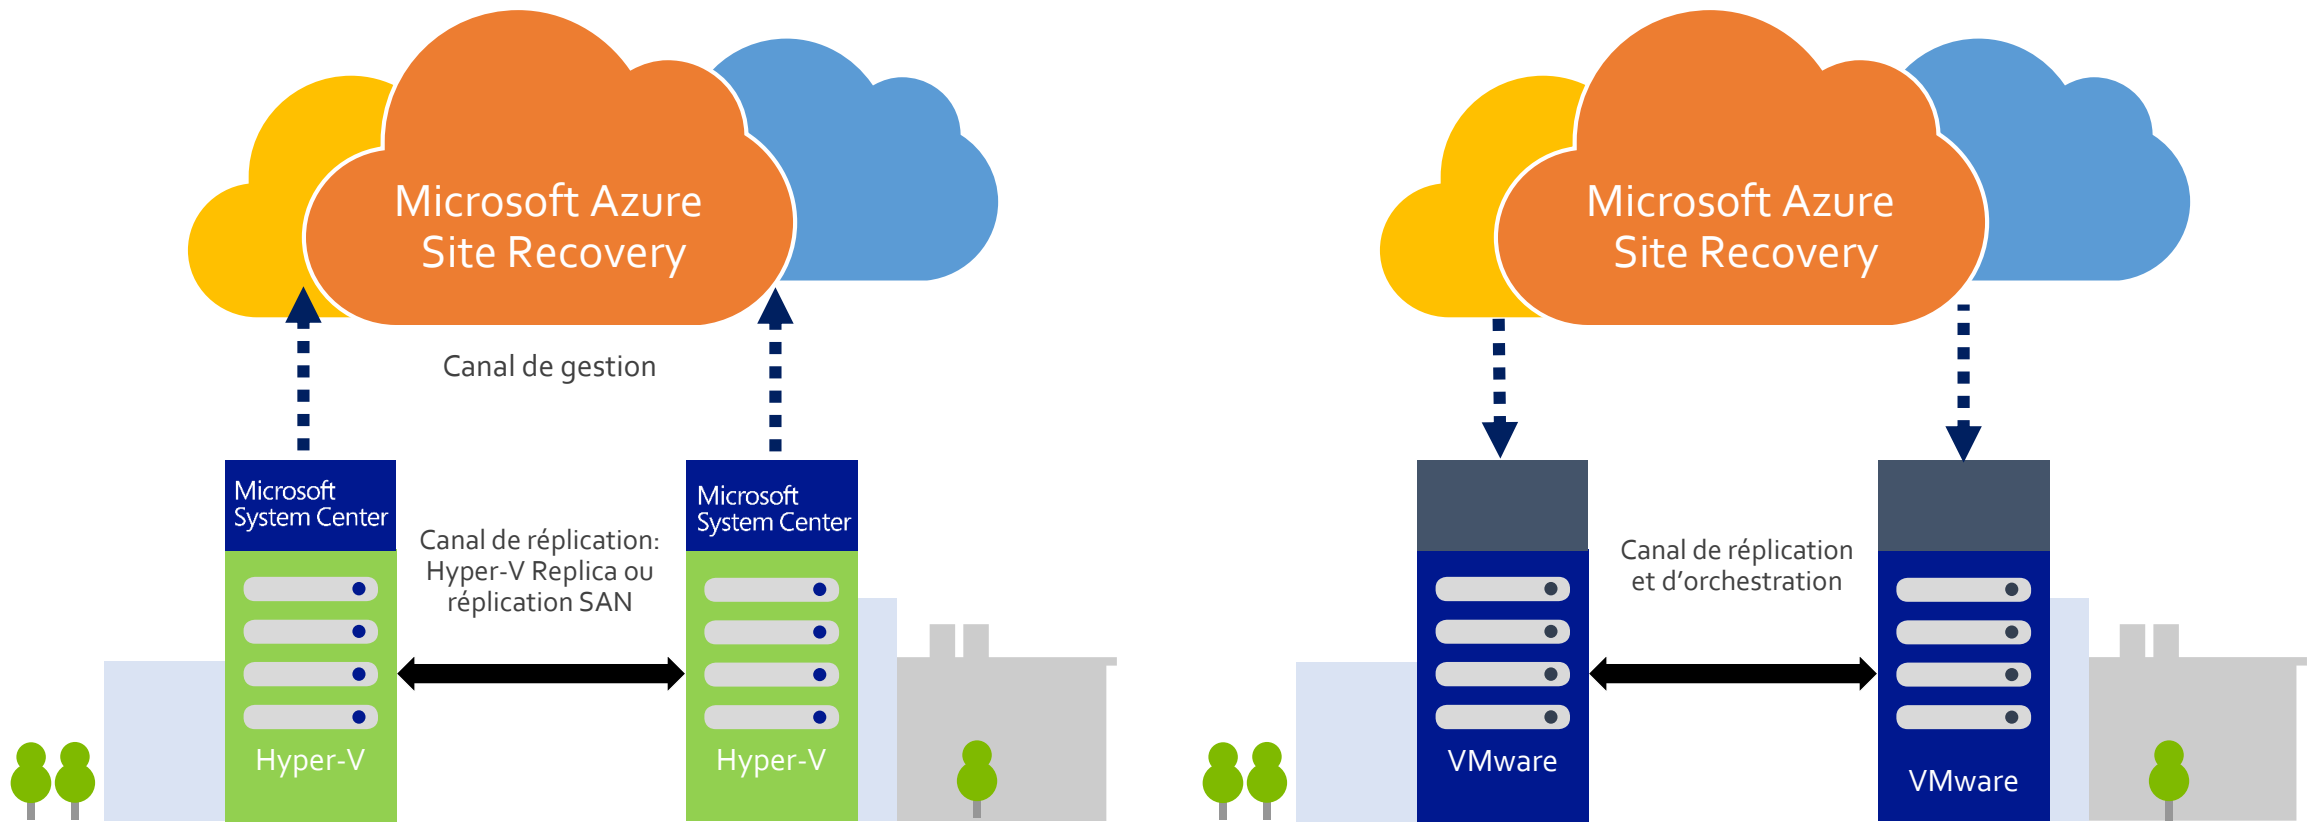 Microsoft Azure
Site Recovery
Canal de gestion
Microsoft
System Center
Microsoft
System Center
Canal de réplication:
Hyper-V Replica ou
réplication SAN
Hyper-V
Hyper-V
Microsoft Azure
Site Recovery
Canal de réplication
et d’orchestration
VMware
VMware